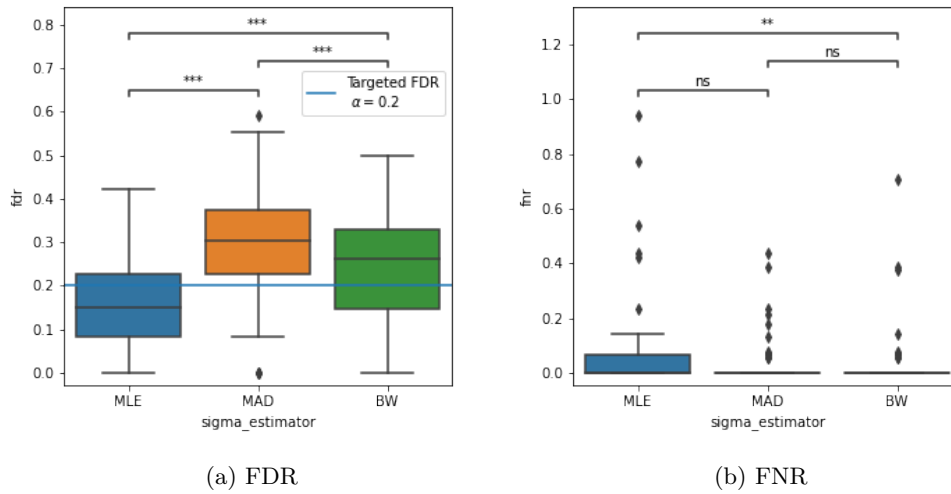 0.8
0.7
0.6
0.5
0.4
0.3
0.2
0.1
0.0
fdr
***
***
***
Targeted FDR
α = 0.2
MLE
MAD
BW
sigma_estimator
(a) FDR
1.2
1.0
0.8
0.6
0.4
0.2
0.0
fnr
**
ns
ns
MLE
MAD
BW
sigma_estimator
(b) FNR